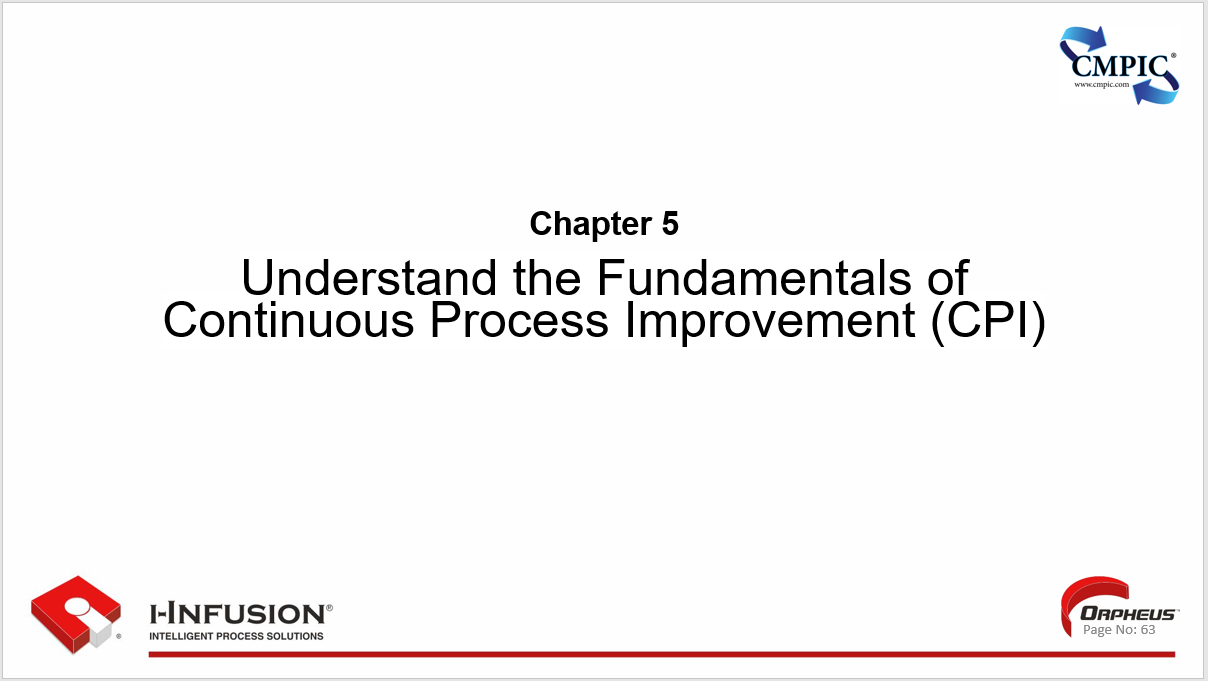 CMPIC®
www.cmpic.com
Chapter 5
Understand the Fundamentals of
Continuous Process Improvement (CPI)
I-INFUSION®
INTELLIGENT PROCESS SOLUTIONS
®
ORPHEUS™
Page No: 63